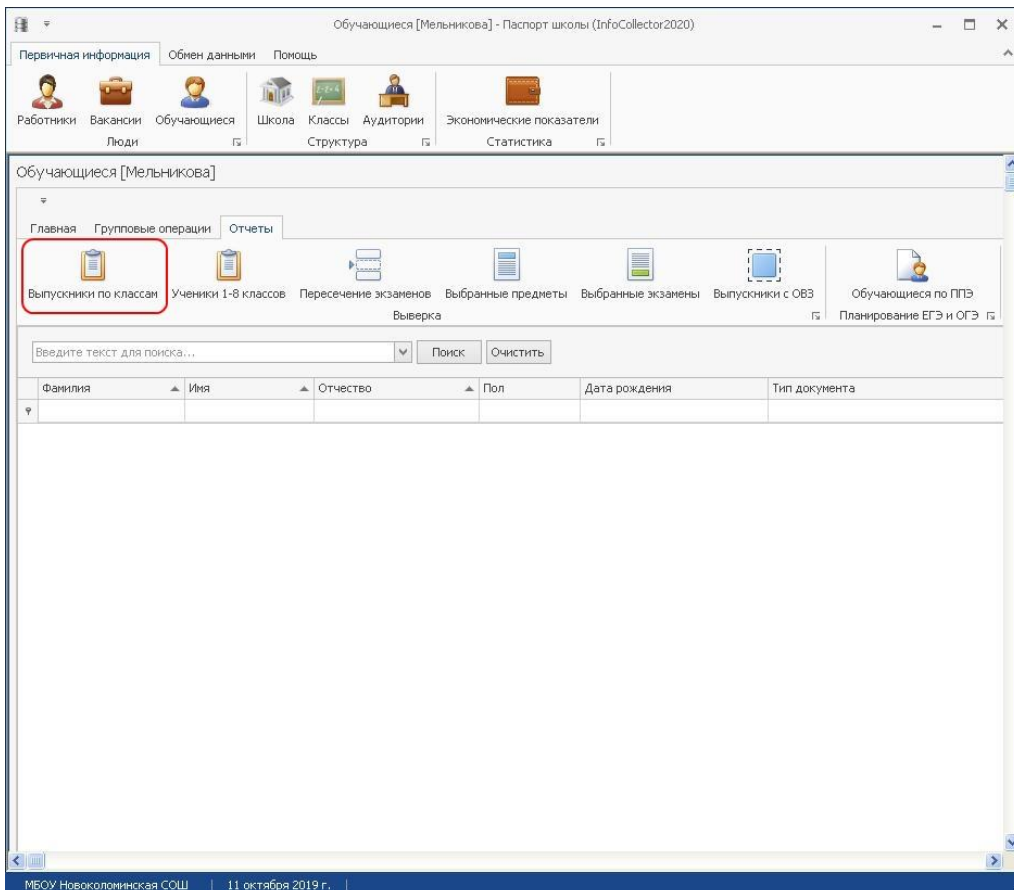 Обучающиеся [Мельникова] - Паспорт школы (InfoCollector2020)
Первичная информация Обмен данными Помощь
Работники Вакансии Обучающиеся Школа Классы Аудитории Экономические показатели
Люди Структура Статистика
Обучающиеся [Мельникова]
Главная Групповые операции Отчеты
Выпускники по классам Ученики 1-8 классов Пересечение экзаменов Выбранные предметы Выбранные экзамены Выпускники с ОВЗ Обучающиеся по ППЭ
Выверка Планирование ЕГЭ и ОГЭ
Введите текст для поиска... Поиск Очистить
Фамилия Имя Отчество Пол Дата рождения Тип документа
МБОУ Новоколоминская СОШ | 11 октября 2019 г. |